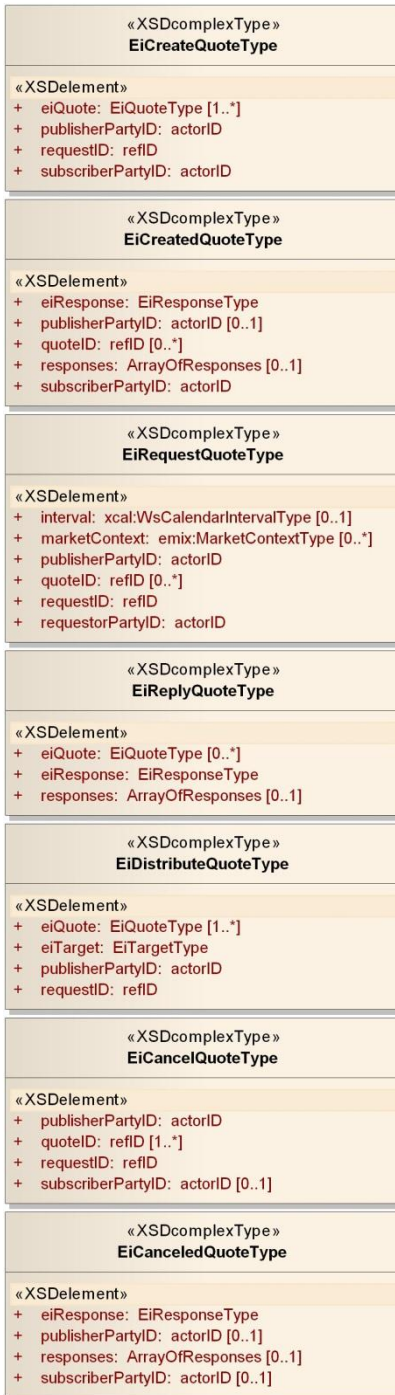 «XSDcomplexType»
EiCreateQuoteType
«XSDelement»
+ eiQuote: EiQuoteType [1..*]
+ publisherPartyID: actorID
+ requestID: refID
+ subscriberPartyID: actorID
«XSDcomplexType»
EiCreatedQuoteType
«XSDelement»
+ eiResponse: EiResponseType
+ publisherPartyID: actorID [0..1]
+ quoteID: refID [0..*]
+ responses: ArrayOfResponses [0..1]
+ subscriberPartyID: actorID
«XSDcomplexType»
EiRequestQuoteType
«XSDelement»
+ interval: xcal:WsCalendarIntervalType [0..1]
+ marketContext: emix:MarketContextType [0..*]
+ publisherPartyID: actorID
+ quoteID: refID [0..*]
+ requestID: refID
+ requestorPartyID: actorID
«XSDcomplexType»
EiReplyQuoteType
«XSDelement»
+ eiQuote: EiQuoteType [0..*]
+ eiResponse: EiResponseType
+ responses: ArrayOfResponses [0..1]
«XSDcomplexType»
EiDistributeQuoteType
«XSDelement»
+ eiQuote: EiQuoteType [1..*]
+ eiTarget: EiTargetType
+ publisherPartyID: actorID
+ requestID: refID
«XSDcomplexType»
EiCancelQuoteType
«XSDelement»
+ publisherPartyID: actorID
+ quoteID: refID [1..*]
+ requestID: refID
+ subscriberPartyID: actorID [0..1]
«XSDcomplexType»
EiCanceledQuoteType
«XSDelement»
+ eiResponse: EiResponseType
+ publisherPartyID: actorID [0..1]
+ responses: ArrayOfResponses [0..1]
+ subscriberPartyID: actorID [0..1]